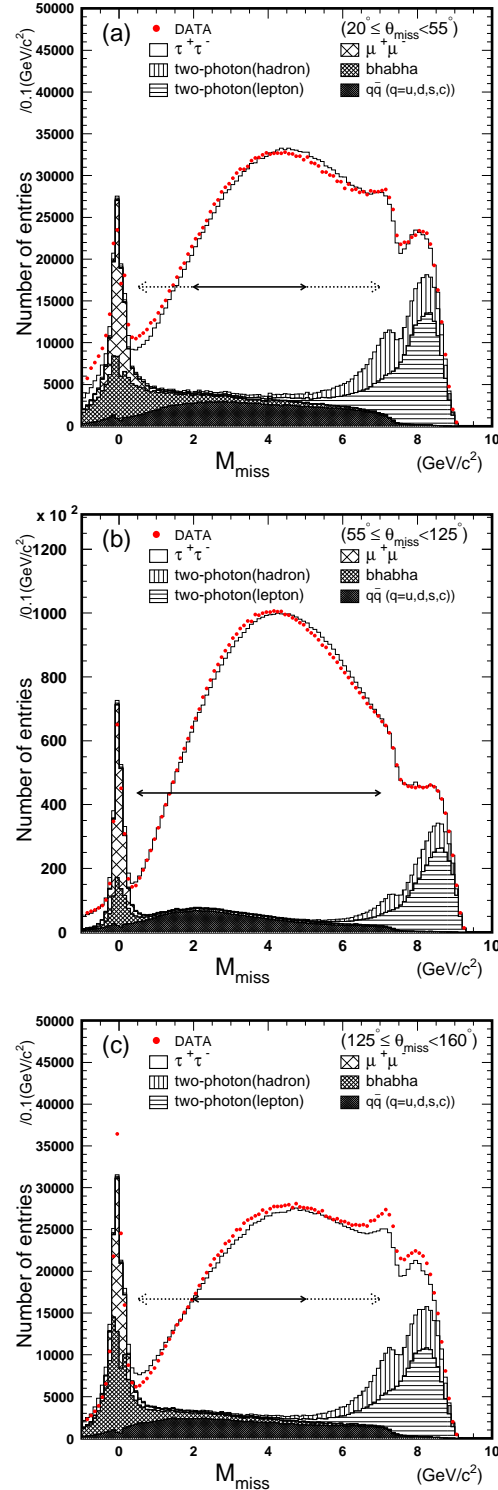 50000
45000
40000
35000
30000
25000
20000
15000
10000
5000
0
/0.1(GeV/c²)
Number of entries
(a)
(20° ≤ θmiss<55°)
DATA
τ⁺τ⁻
μ⁺μ⁻
two-photon(hadron)
bhabha
two-photon(lepton)
qq̄ (q=u,d,s,c))
0 2 4 6 8 10
Mmiss
(GeV/c²)
x 10²
1200
1000
800
600
400
200
0
/0.1(GeV/c²)
Number of entries
(b)
(55° ≤ θmiss<125°)
DATA
τ⁺τ⁻
μ⁺μ⁻
two-photon(hadron)
bhabha
two-photon(lepton)
qq̄ (q=u,d,s,c))
0 2 4 6 8 10
Mmiss
(GeV/c²)
50000
45000
40000
35000
30000
25000
20000
15000
10000
5000
0
/0.1(GeV/c²)
Number of entries
(c)
(125° ≤ θmiss<160°)
DATA
τ⁺τ⁻
μ⁺μ⁻
two-photon(hadron)
bhabha
two-photon(lepton)
qq̄ (q=u,d,s,c))
0 2 4 6 8 10
Mmiss
(GeV/c²)